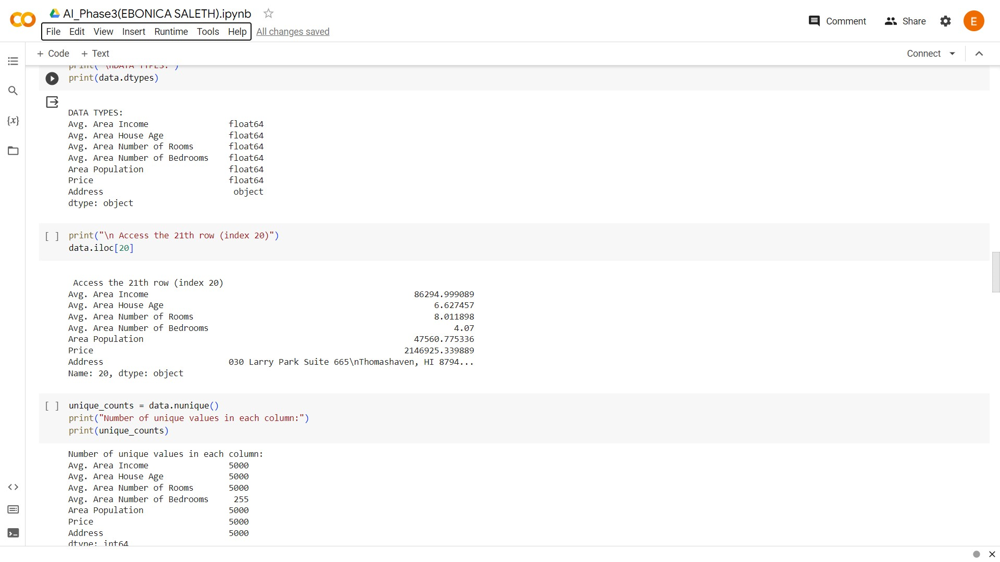 AI_Phase3(EBONICA SALETH).ipynb
File Edit View Insert Runtime Tools Help All changes saved
Comment Share E
+ Code + Text
Connect
print("\nDATA TYPES:")
print(data.dtypes)
{x}
DATA TYPES:
Avg. Area Income float64
Avg. Area House Age float64
Avg. Area Number of Rooms float64
Avg. Area Number of Bedrooms float64
Area Population float64
Price float64
Address object
dtype: object
[ ] print("\n Access the 21th row (index 20)")
data.iloc[20]
Access the 21th row (index 20)
Avg. Area Income 86294.999089
Avg. Area House Age 6.627457
Avg. Area Number of Rooms 8.011898
Avg. Area Number of Bedrooms 4.07
Area Population 47560.775336
Price 2146925.339889
Address 030 Larry Park Suite 665\nThomashaven, HI 8794...
Name: 20, dtype: object
[ ] unique_counts = data.nunique()
print("Number of unique values in each column:")
print(unique_counts)
Number of unique values in each column:
Avg. Area Income 5000
Avg. Area House Age 5000
Avg. Area Number of Rooms 5000
Avg. Area Number of Bedrooms 255
Area Population 5000
Price 5000
Address 5000
dtype: int64